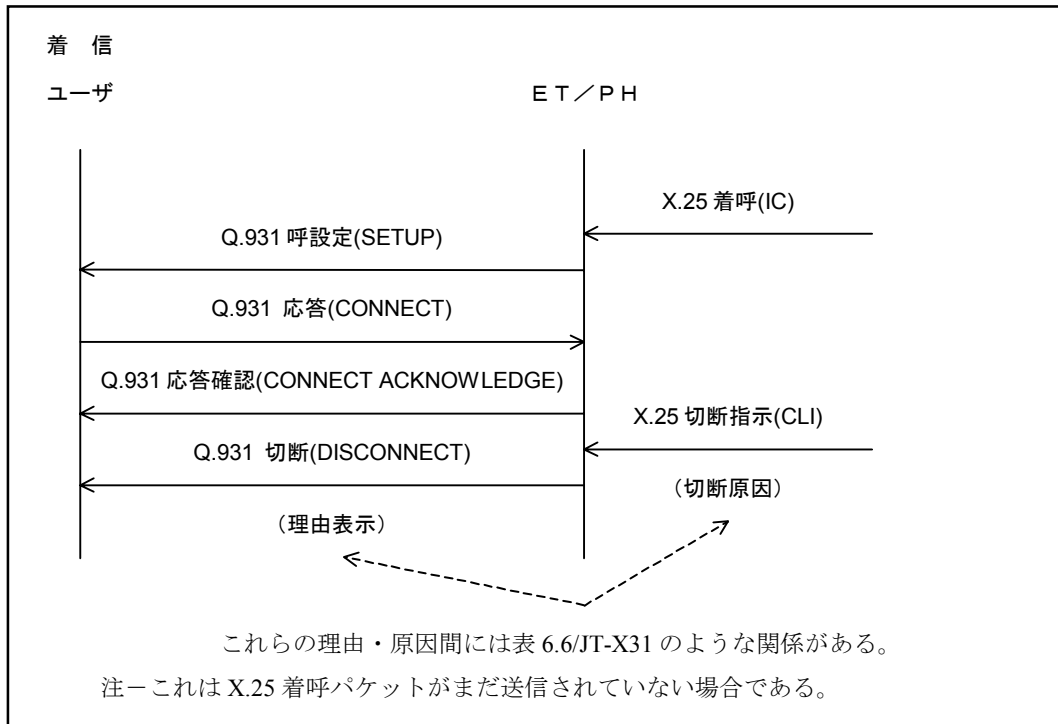 着 信
ユーザ
ET/PH
X.25 着呼(IC)
Q.931 呼設定(SETUP)
Q.931 応答(CONNECT)
Q.931 応答確認(CONNECT ACKNOWLEDGE)
X.25 切断指示(CLI)
Q.931 切断(DISCONNECT)
(切断原因)
(理由表示)
これらの理由・原因間には表 6.6/JT-X31 のような関係がある。
注-これは X.25 着呼パケットがまだ送信されていない場合である。